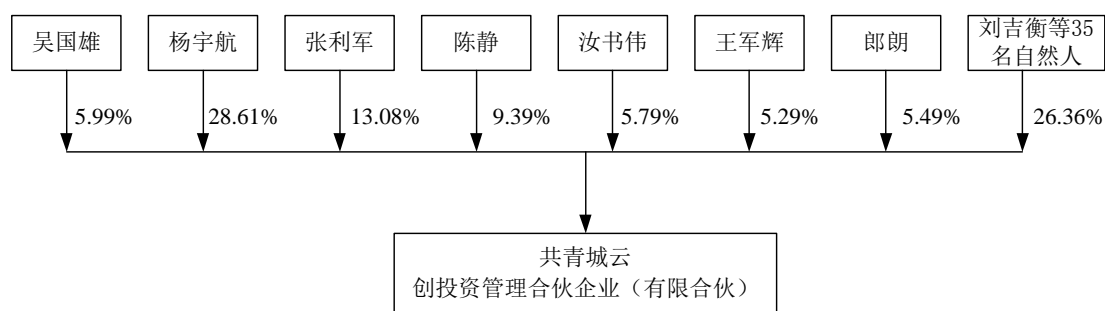 吴国雄
杨宇航
张利军
陈静
汝书伟
王军辉
郎朗
刘吉衡等35
名自然人
5.99%
28.61%
13.08%
9.39%
5.79%
5.29%
5.49%
26.36%
共青城云
创投资管理合伙企业（有限合伙）